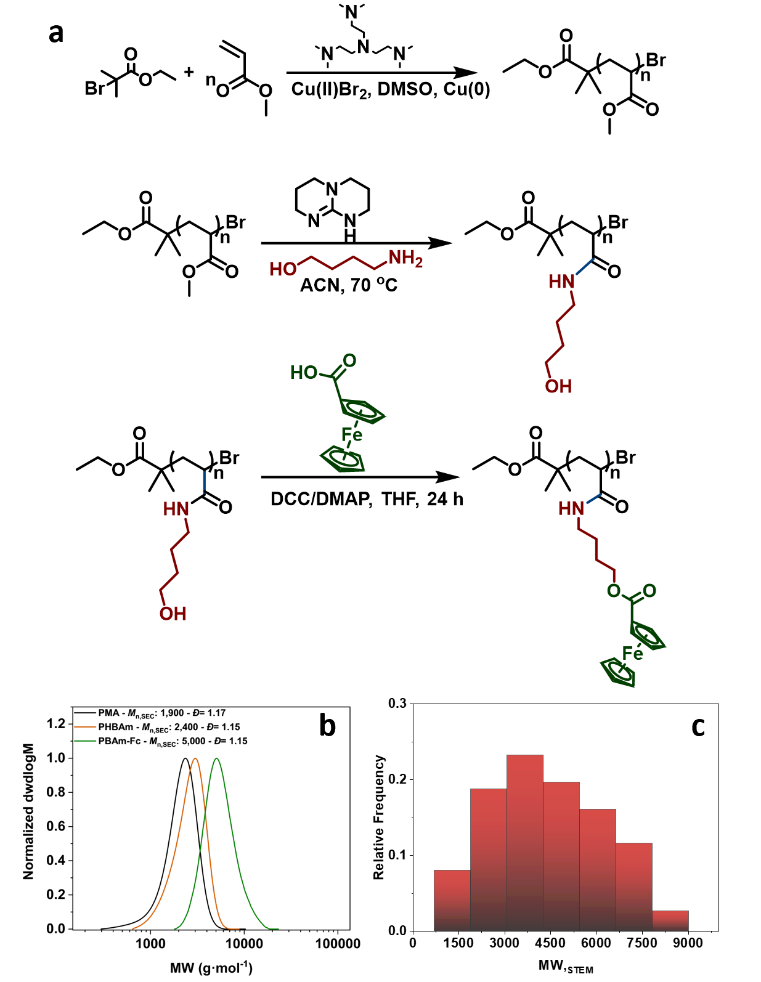 a
N
N
N
N
Br
O
O
+
n
O
O
Cu(II)Br2, DMSO, Cu(0)
O
O
Br
n
O
O
O
O
Br
n
O
O
N
N
N
H
HO
NH2
ACN, 70 °C
O
O
Br
n
HN
O
OH
HO
O
Fe
O
O
Br
n
HN
O
OH
DCC/DMAP, THF, 24 h
O
O
Br
n
HN
O
O
O
Fe
PMA - Mn,SEC: 1,900 - Đ= 1.17
PHBAm - Mn,SEC: 2,400 - Đ= 1.15
PBAm-Fc - Mn,SEC: 5,000 - Đ= 1.15
b
1.2
1.0
0.8
0.6
0.4
0.2
0.0
Normalized dwdlogM
1000
10000
100000
MW (g·mol-1)
c
0.3
0.2
0.1
0.0
Relative Frequency
0
1500
3000
4500
6000
7500
9000
MW,STEM